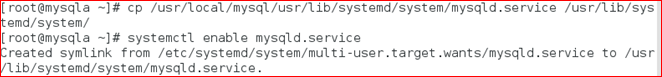 [root@mysqla ~]# cp /usr/local/mysql/usr/lib/systemd/system/mysqld.service /usr/lib/sys
temd/system/
[root@mysqla ~]# systemctl enable mysqld.service
Created symlink from /etc/systemd/system/multi-user.target.wants/mysqld.service to /usr
/lib/systemd/system/mysqld.service.